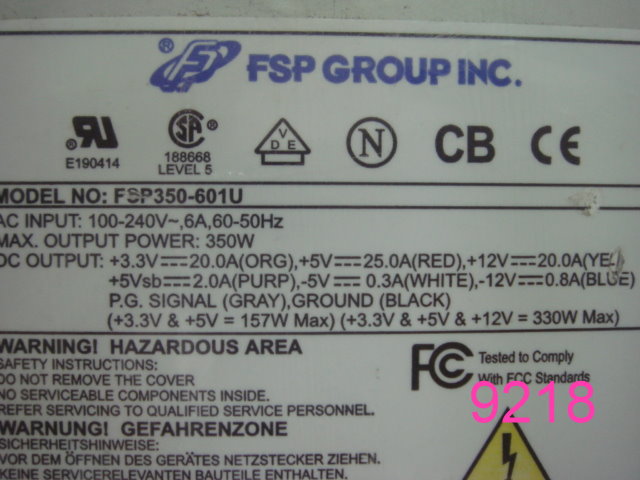 ® FSP GROUP INC.
® E190414
SA ® 188668 LEVEL 5
V D E
N
CB
CE
MODEL NO: FSP350-601U
AC INPUT: 100-240V~,6A,60-50Hz
MAX. OUTPUT POWER: 350W
DC OUTPUT: +3.3V⎓20.0A(ORG),+5V⎓25.0A(RED),+12V⎓20.0A(YEL
+5Vsb⎓2.0A(PURP),-5V⎓ 0.3A(WHITE),-12V⎓0.8A(BLUE)
P.G. SIGNAL (GRAY),GROUND (BLACK)
(+3.3V & +5V = 157W Max) (+3.3V & +5V & +12V = 330W Max)
WARNING! HAZARDOUS AREA
SAFETY INSTRUCTIONS:
DO NOT REMOVE THE COVER
NO SERVICEABLE COMPONENTS INSIDE.
REFER SERVICING TO QUALIFIED SERVICE PERSONNEL.
FC Tested to Comply
With FCC Standards
9218
WARNUNG! GEFAHRENZONE
SICHERHEITSHINWEISE:
VOR DEM ÖFFNEN DES GERÄTES NETZSTECKER ZIEHEN.
KEINE SERVICERELEVANTEN BAUTEILE ENTHALTEN.